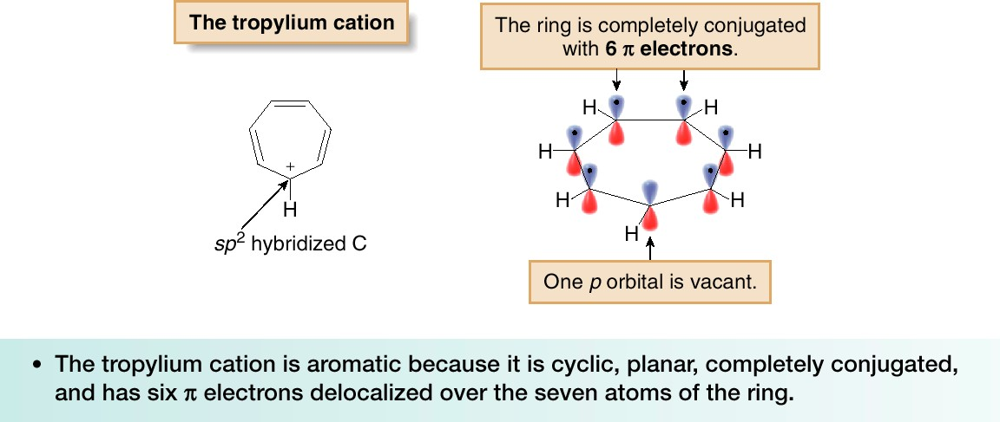 The tropylium cation
The ring is completely conjugated
with 6 π electrons.
H
H
H
H
H
H
H
+
H
sp² hybridized C
One p orbital is vacant.
• The tropylium cation is aromatic because it is cyclic, planar, completely conjugated,
and has six π electrons delocalized over the seven atoms of the ring.